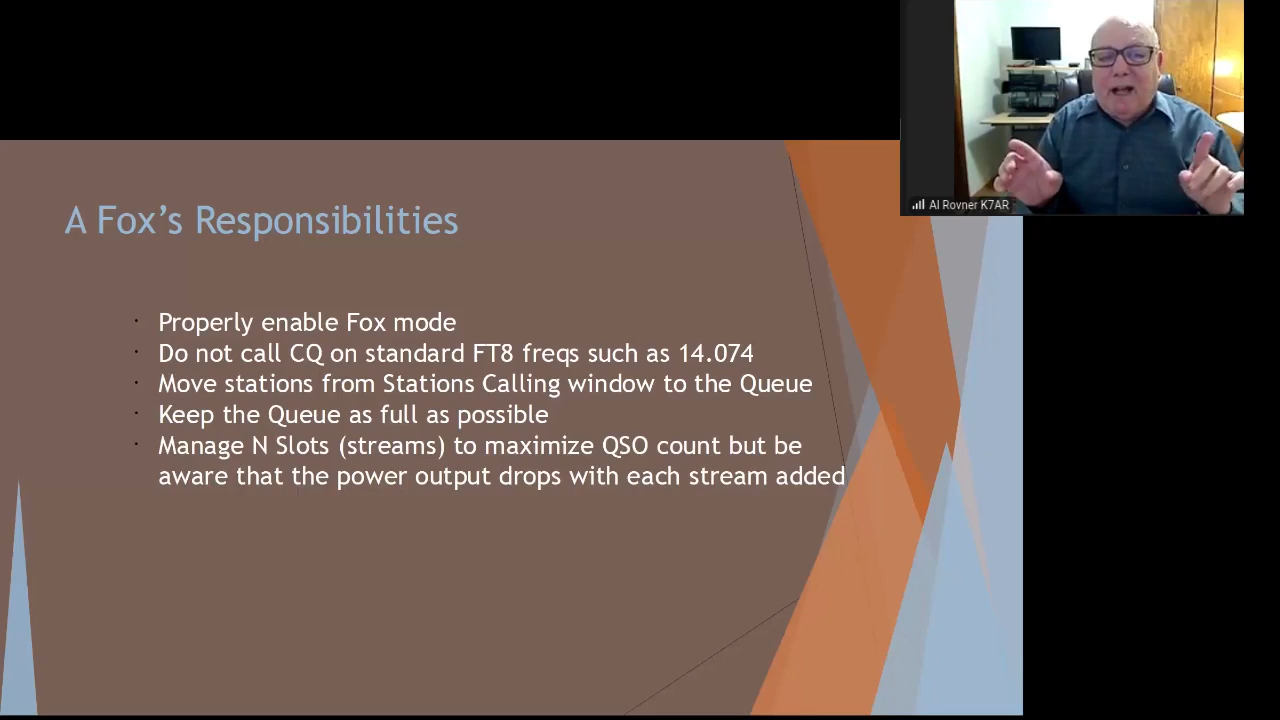 Al Rovner K7AR
A Fox's Responsibilities
Properly enable Fox mode
Do not call CQ on standard FT8 freqs such as 14.074
Move stations from Stations Calling window to the Queue
Keep the Queue as full as possible
Manage N Slots (streams) to maximize QSO count but be
aware that the power output drops with each stream added